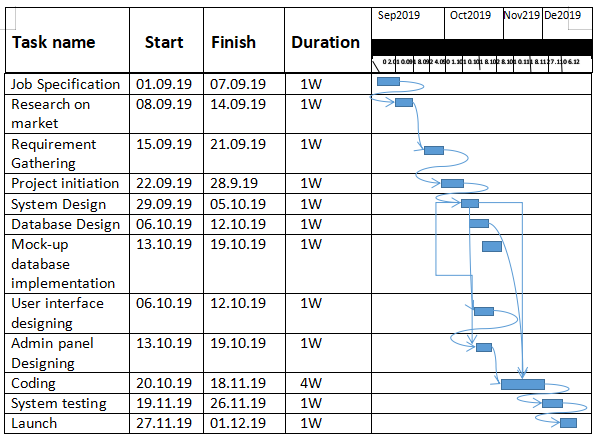 Sep2019 Oct2019 Nov219 De2019
Task name Start Finish Duration
Job Specification 01.09.19 07.09.19 1W
Research on
market 08.09.19 14.09.19 1W
Requirement
Gathering 15.09.19 21.09.19 1W
Project initiation 22.09.19 28.9.19 1W
System Design 29.09.19 05.10.19 1W
Database Design 06.10.19 12.10.19 1W
Mock-up
database
implementation 13.10.19 19.10.19 1W
User interface
designing 06.10.19 12.10.19 1W
Admin panel
Designing 13.10.19 19.10.19 1W
Coding 20.10.19 18.11.19 4W
System testing 19.11.19 26.11.19 1W
Launch 27.11.19 01.12.19 1W